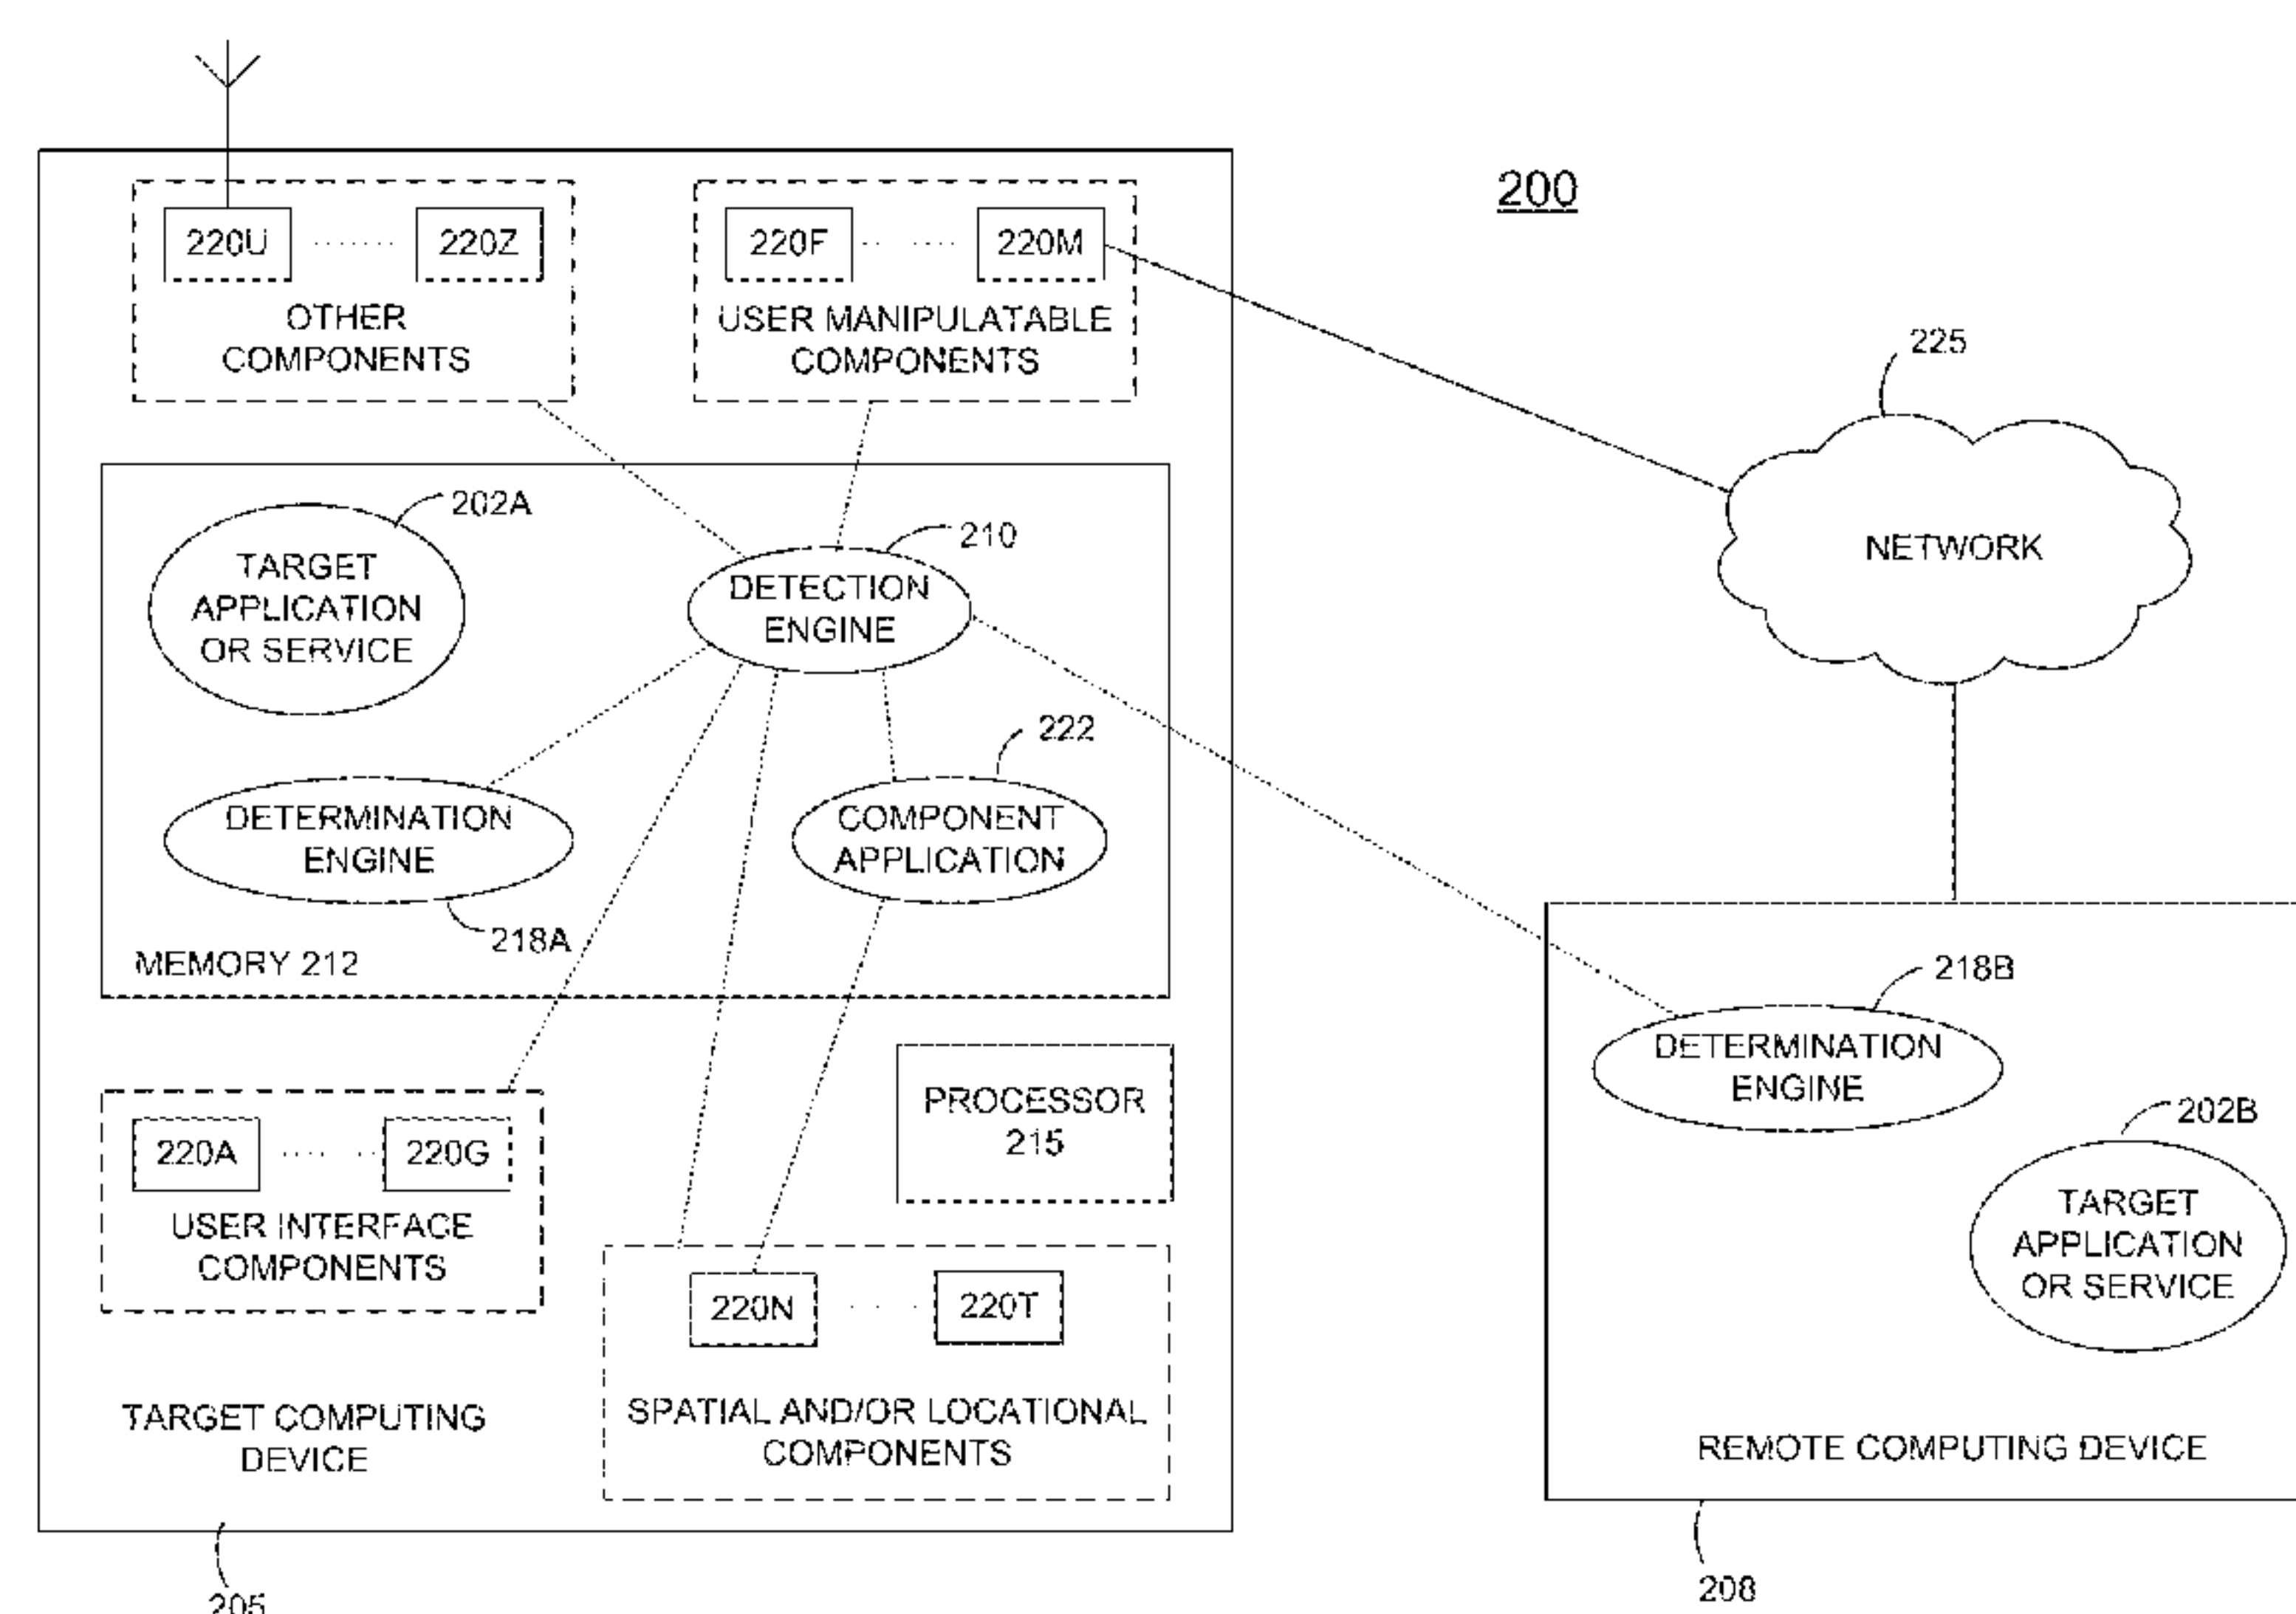 200
220U 220Z
OTHER
COMPONENTS
220F 220M
USER MANIPULATABLE
COMPONENTS
225
NETWORK
202A
TARGET
APPLICATION
OR SERVICE
210
DETECTION
ENGINE
222
COMPONENT
APPLICATION
DETERMINATION
ENGINE
218A
MEMORY 212
PROCESSOR
215
220A 220G
USER INTERFACE
COMPONENTS
220N 220T
SPATIAL AND/OR LOCATIONAL
COMPONENTS
TARGET COMPUTING
DEVICE
205
218B
DETERMINATION
ENGINE
202B
TARGET
APPLICATION
OR SERVICE
REMOTE COMPUTING DEVICE
208